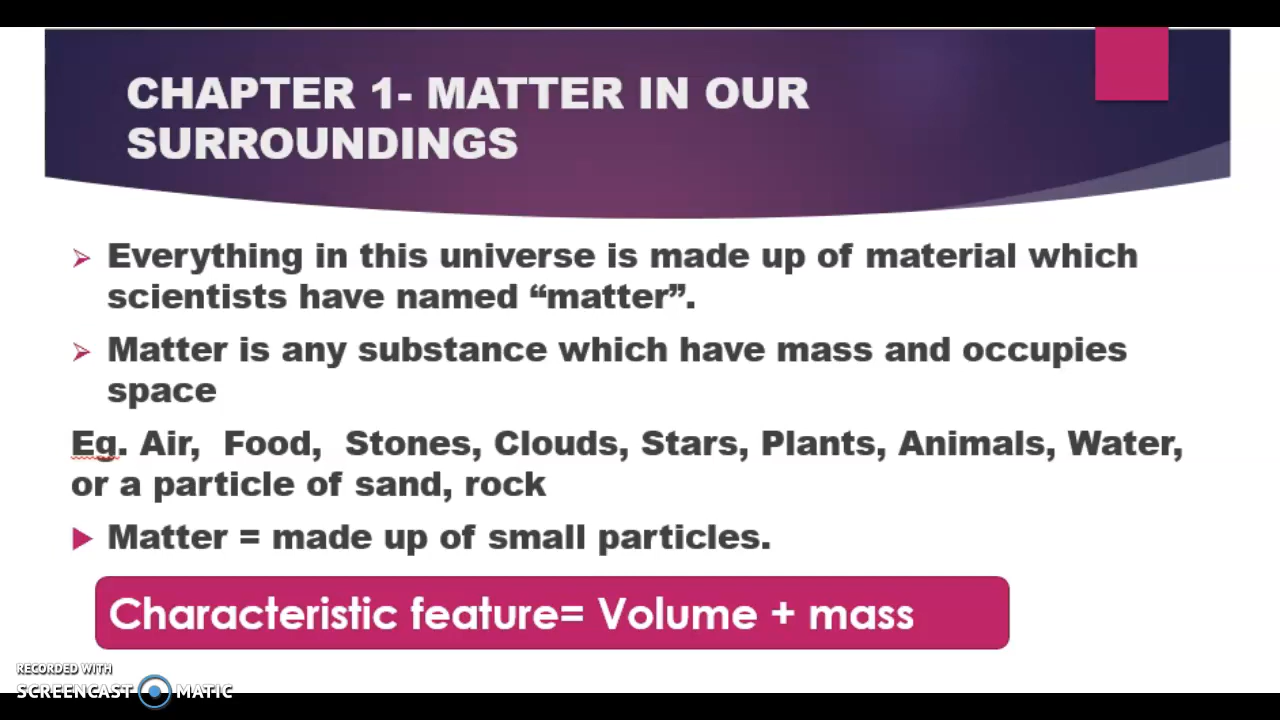 CHAPTER 1- MATTER IN OUR
SURROUNDINGS
Everything in this universe is made up of material which
scientists have named “matter”.
Matter is any substance which have mass and occupies
space
Eg. Air, Food, Stones, Clouds, Stars, Plants, Animals, Water,
or a particle of sand, rock
Matter = made up of small particles.
Characteristic feature= Volume + mass
RECORDED WITH
SCREENCAST MATIC